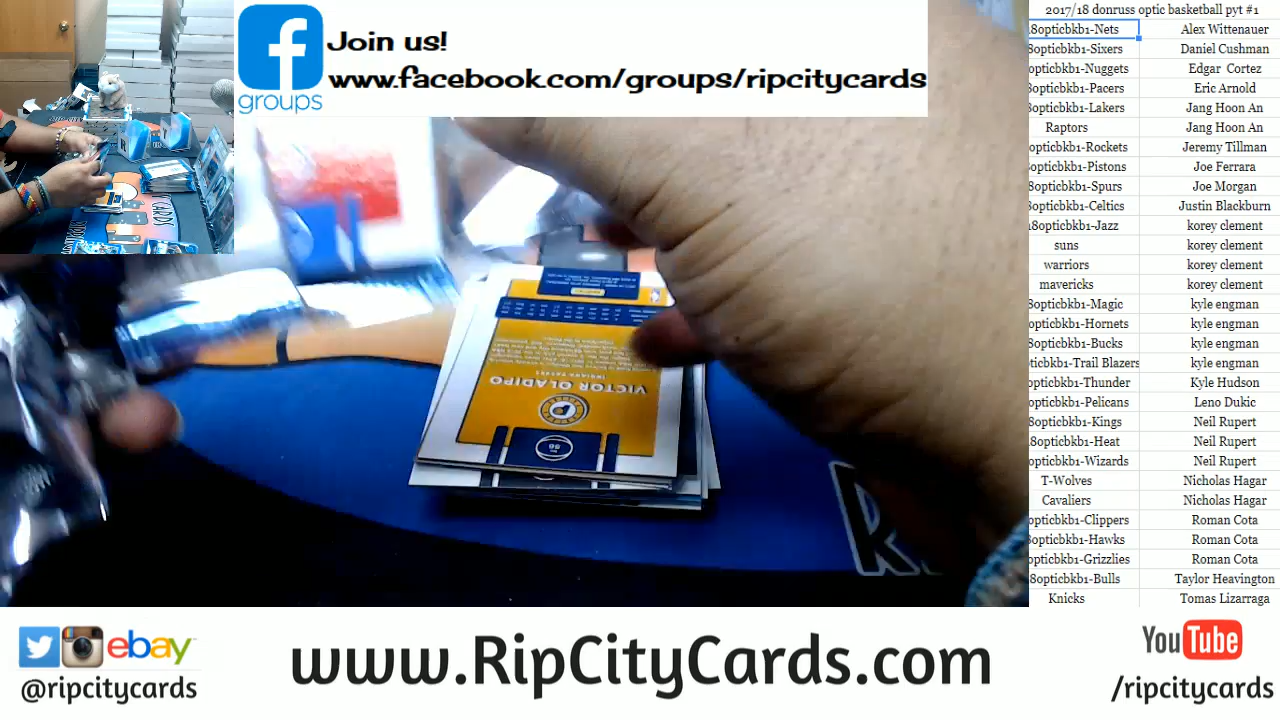 Join us!
www.facebook.com/groups/ripcitycards
groups
2017/18 donruss optic basketball pyt #1
8opticbkb1-Nets Alex Wittenauer
8opticbkb1-Sixers Daniel Cushman
opticbkb1-Nuggets Edgar Cortez
opticbkb1-Pacers Eric Arnold
8opticbkb1-Lakers Jang Hoon An
Raptors Jang Hoon An
opticbkb1-Rockets Jeremy Tillman
opticbkb1-Pistons Joe Ferrara
8opticbkb1-Spurs Joe Morgan
opticbkb1-Celtics Justin Blackburn
8opticbkb1-Jazz korey clement
suns korey clement
warriors korey clement
mavericks korey clement
8opticbkb1-Magic kyle engman
opticbkb1-Hornets kyle engman
8opticbkb1-Bucks kyle engman
ticbkb1-Trail Blazers kyle engman
opticbkb1-Thunder Kyle Hudson
opticbkb1-Pelicans Leno Dukic
8opticbkb1-Kings Neil Rupert
8opticbkb1-Heat Neil Rupert
opticbkb1-Wizards Neil Rupert
T-Wolves Nicholas Hagar
Cavaliers Nicholas Hagar
opticbkb1-Clippers Roman Cota
8opticbkb1-Hawks Roman Cota
opticbkb1-Grizzlies Roman Cota
8opticbkb1-Bulls Taylor Heavington
Knicks Tomas Lizarraga
CARDS
VICTOR OLADIPO
INDIANA PACERS
R
ebay
@ripcitycards
www.RipCityCards.com
YouTube
/ripcitycards